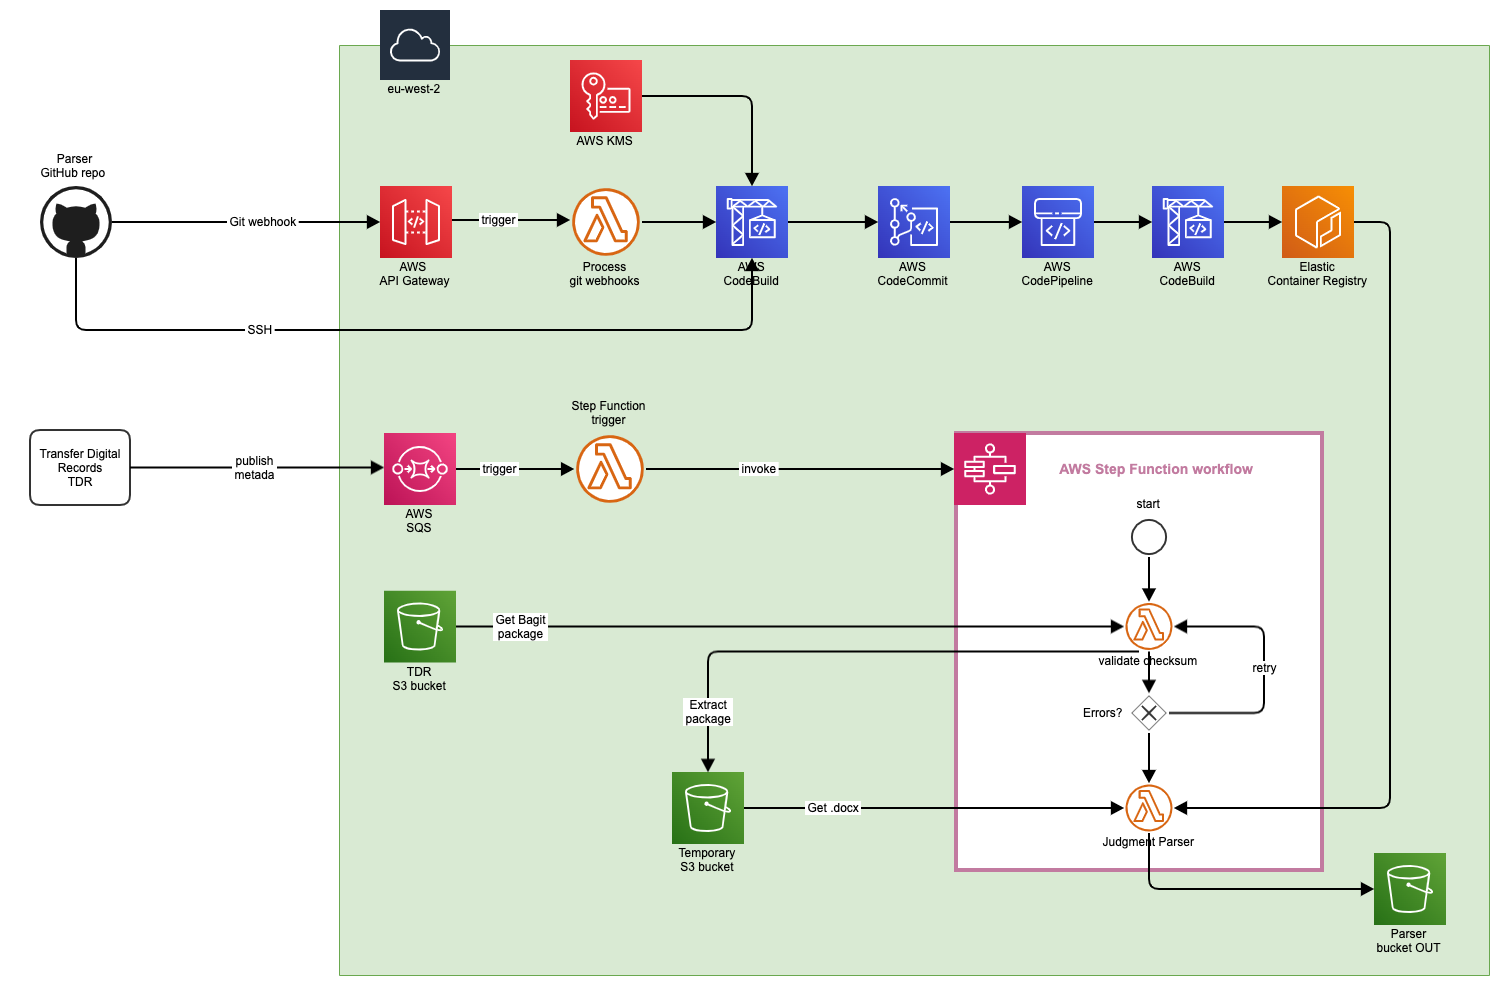 eu-west-2
AWS KMS
Parser
GitHub repo
Git webhook
trigger
AWS
API Gateway
Process
git webhooks
AWS
CodeBuild
AWS
CodeCommit
AWS
CodePipeline
AWS
CodeBuild
Elastic
Container Registry
SSH
Step Function
trigger
Transfer Digital
Records
TDR
publish
metada
trigger
invoke
AWS Step Function workflow
AWS
SQS
start
Get Bagit
package
TDR
S3 bucket
validate checksum
retry
Extract
package
Errors?
Get .docx
Temporary
S3 bucket
Judgment Parser
Parser
bucket OUT